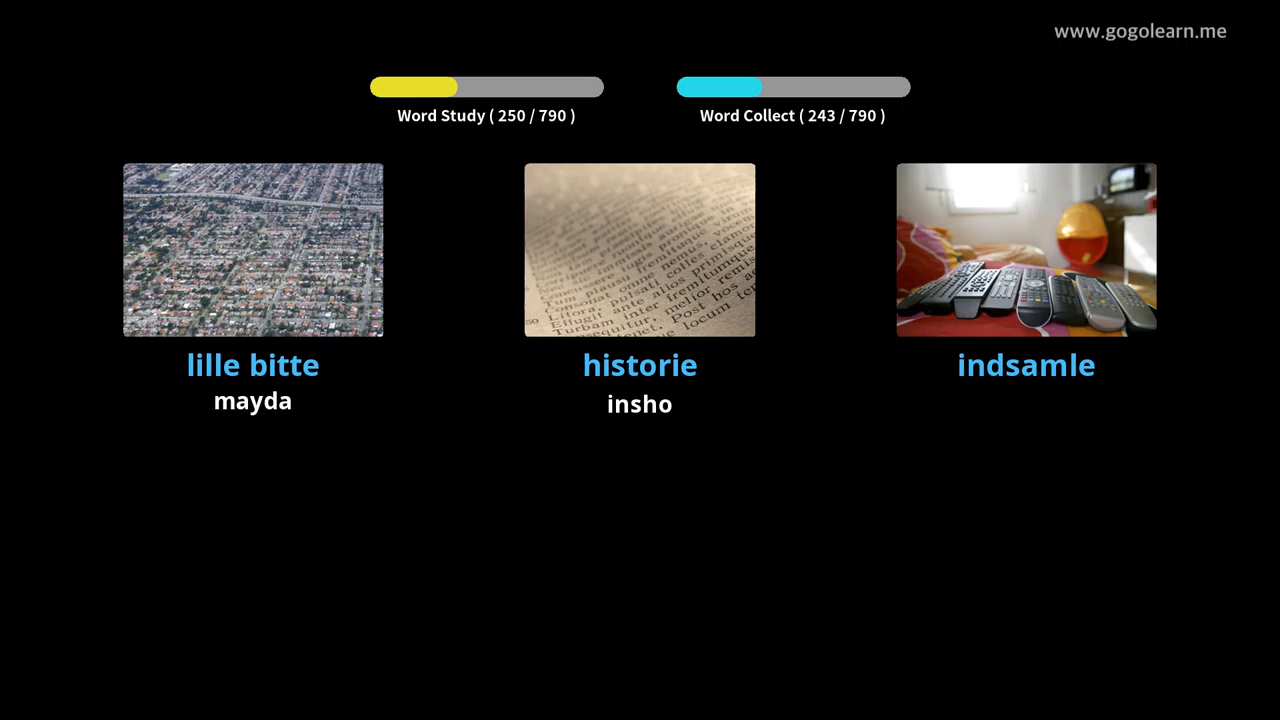 www.gogolearn.me
Word Study ( 250 / 790 )
Word Collect ( 243 / 790 )
lille bitte
mayda
historie
insho
indsamle